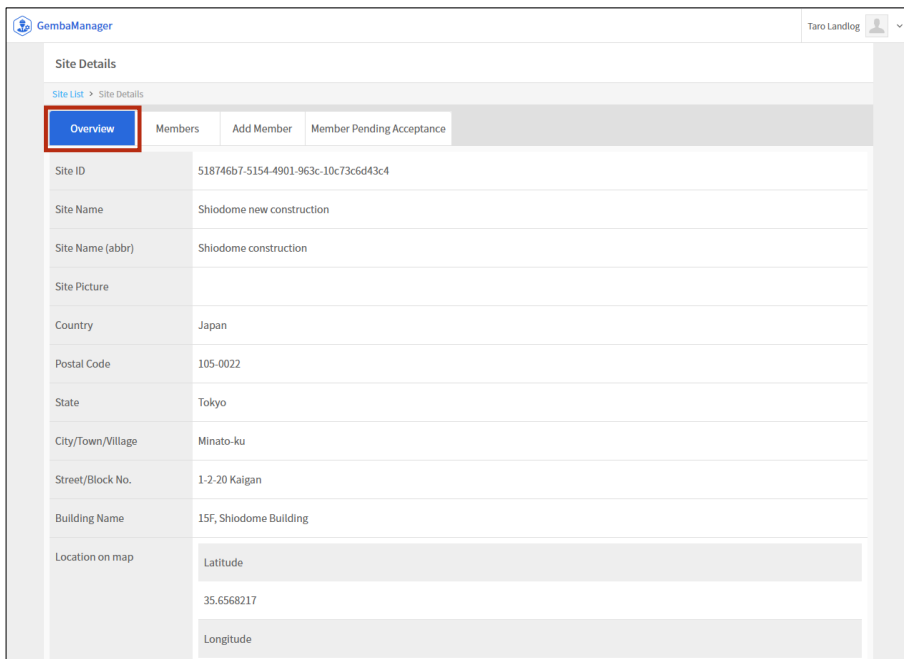 GembaManager
Taro Landlog
Site Details
Site List > Site Details
Overview Members Add Member Member Pending Acceptance
Site ID 518746b7-5154-4901-963c-10c73c6d43c4
Site Name Shiodome new construction
Site Name (abbr) Shiodome construction
Site Picture
Country Japan
Postal Code 105-0022
State Tokyo
City/Town/Village Minato-ku
Street/Block No. 1-2-20 Kaigan
Building Name 15F, Shiodome Building
Location on map
Latitude
35.6568217
Longitude